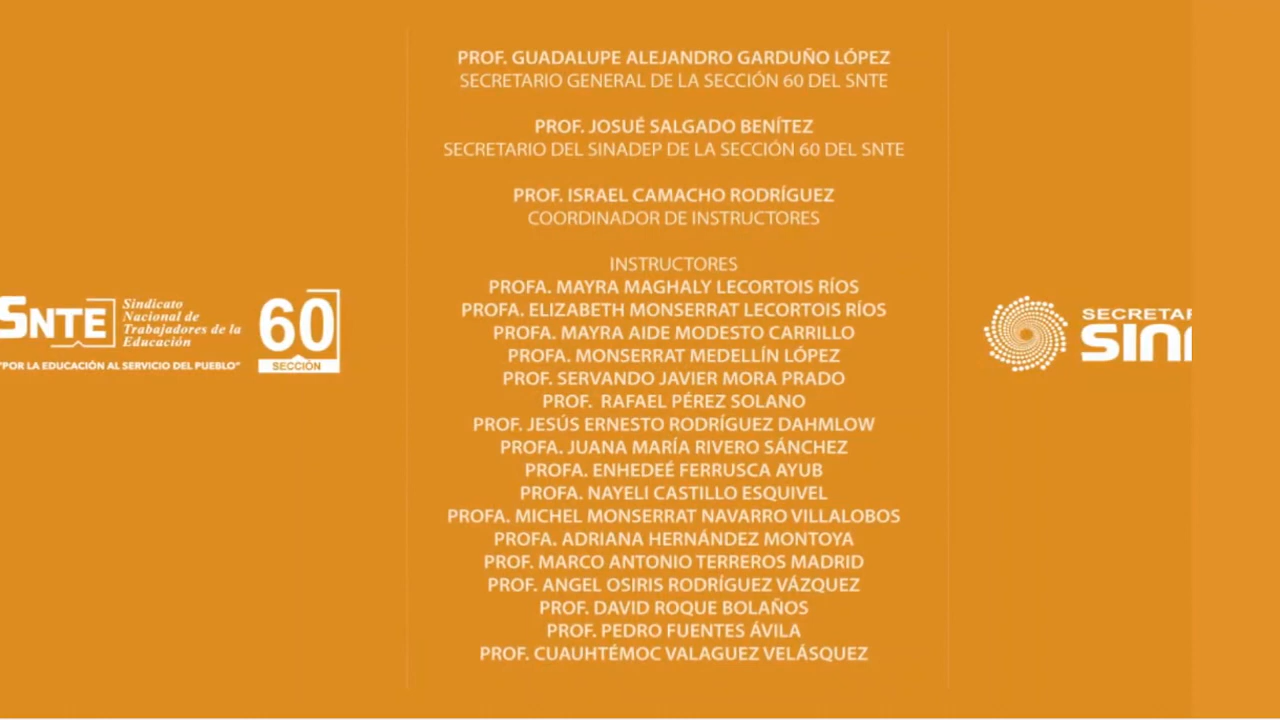 PROF. GUADALUPE ALEJANDRO GARDUÑO LÓPEZ
SECRETARIO GENERAL DE LA SECCIÓN 60 DEL SNTE
PROF. JOSUÉ SALGADO BENÍTEZ
SECRETARIO DEL SINADEP DE LA SECCIÓN 60 DEL SNTE
PROF. ISRAEL CAMACHO RODRÍGUEZ
COORDINADOR DE INSTRUCTORES
INSTRUCTORES
PROFA. MAYRA MAGHALY LECORTOIS RÍOS
PROFA. ELIZABETH MONSERRAT LECORTOIS RÍOS
PROFA. MAYRA AIDE MODESTO CARRILLO
PROFA. MONSERRAT MEDELLÍN LÓPEZ
PROF. SERVANDO JAVIER MORA PRADO
PROF. RAFAEL PÉREZ SOLANO
PROF. JESÚS ERNESTO RODRÍGUEZ DAHMLOW
PROFA. JUANA MARÍA RIVERO SÁNCHEZ
PROFA. ENHEDEÉ FERRUSCA AYUB
PROFA. NAYELI CASTILLO ESQUIVEL
PROFA. MICHEL MONSERRAT NAVARRO VILLALOBOS
PROFA. ADRIANA HERNÁNDEZ MONTOYA
PROF. MARCO ANTONIO TERREROS MADRID
PROF. ANGEL OSIRIS RODRÍGUEZ VÁZQUEZ
PROF. DAVID ROQUE BOLAÑOS
PROF. PEDRO FUENTES ÁVILA
PROF. CUAUHTÉMOC VALAGUEZ VELÁSQUEZ
SNTE
Sindicato
Nacional de
Trabajadores de la
Educación
"POR LA EDUCACIÓN AL SERVICIO DEL PUEBLO"
60
SECCIÓN